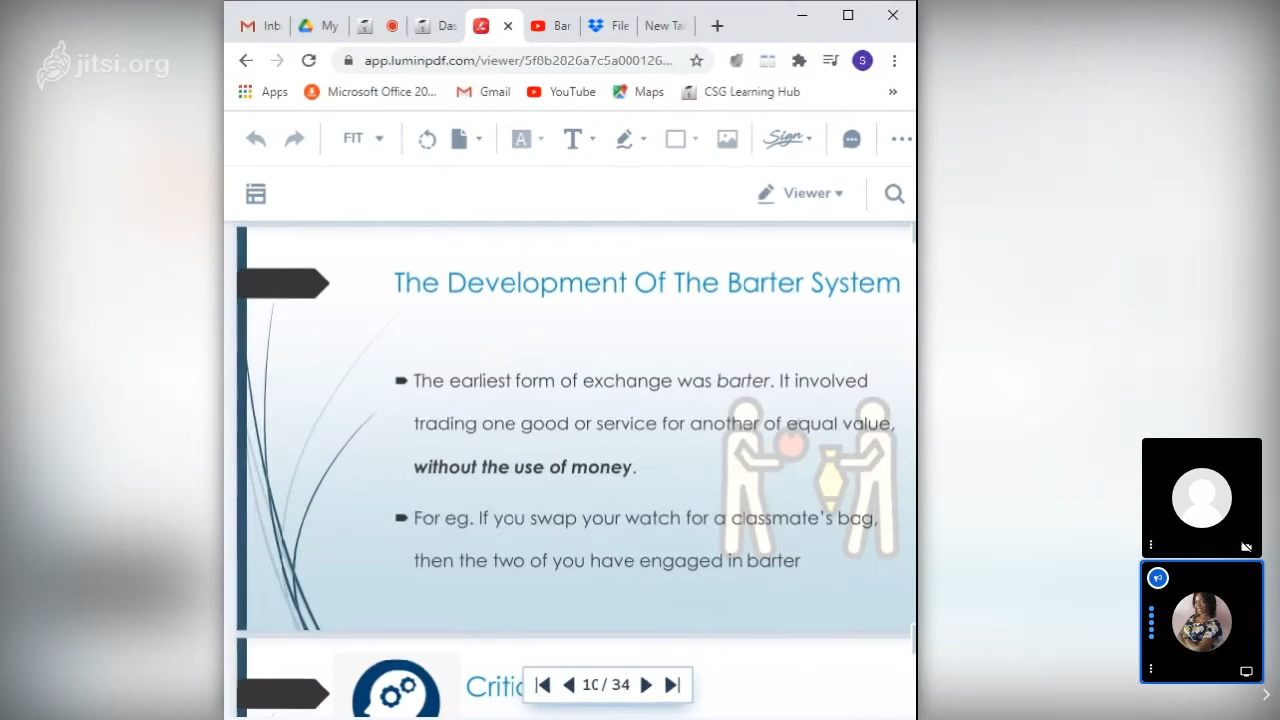 jitsi.org
Inb
My
Das
Bar
File
New Ta
app.luminpdf.com/viewer/5f8b2826a7c5a000126...
S
Apps
Microsoft Office 20...
Gmail
YouTube
Maps
CSG Learning Hub
»
FIT
A
T
Sign
Viewer
The Development Of The Barter System
The earliest form of exchange was barter. It involved
trading one good or service for another of equal value,
without the use of money.
For eg. If you swap your watch for a classmate's bag,
then the two of you have engaged in barter
Critic
10 / 34